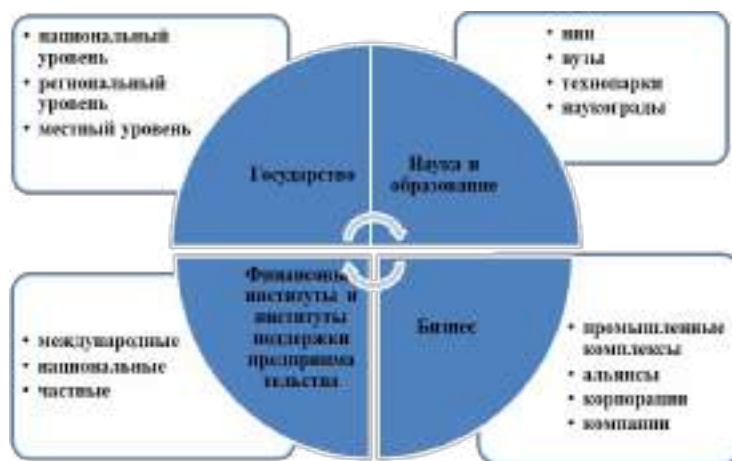 • национальный
уровень
• региональный
уровень
• местный уровень
• нии
• вузы
• технопарки
• наукограды
Государство
Наука и
образование
Финансовые
институты и
институты
поддержки
предпринима
тельства
Бизнес
• международные
• национальные
• частные
• промышленные
комплексы
• альянсы
• корпорации
• компании